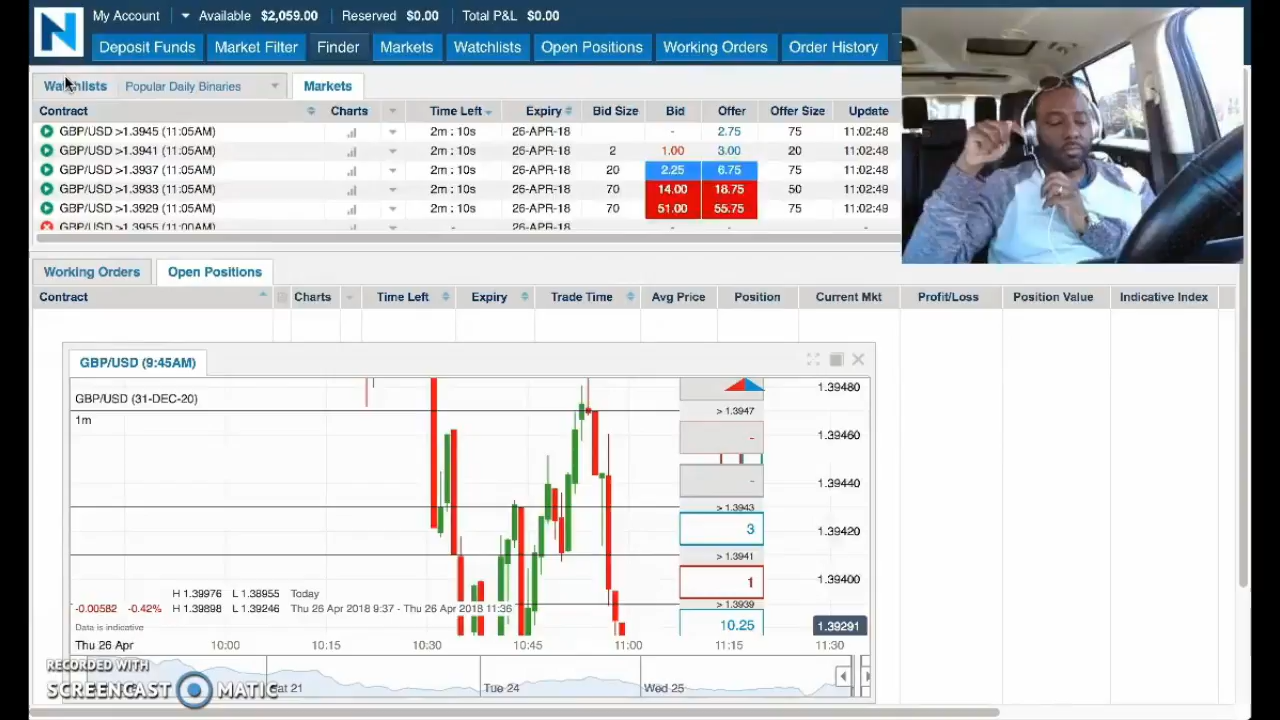 My Account Available $2,059.00 Reserved $0.00 Total P&L $0.00
N Deposit Funds Market Filter Finder Markets Watchlists Open Positions Working Orders Order History
Watchlists Popular Daily Binaries Markets
Contract Charts Time Left Expiry Bid Size Bid Offer Offer Size Update
GBP/USD >1.3945 (11:05AM) 2m : 10s 26-APR-18 - 2.75 75 11:02:48
GBP/USD >1.3941 (11:05AM) 2m : 10s 26-APR-18 2 1.00 3.00 20 11:02:48
GBP/USD >1.3937 (11:05AM) 2m : 10s 26-APR-18 20 2.25 6.75 75 11:02:48
GBP/USD >1.3933 (11:05AM) 2m : 10s 26-APR-18 70 14.00 18.75 50 11:02:49
GBP/USD >1.3929 (11:05AM) 2m : 10s 26-APR-18 70 51.00 55.75 75 11:02:49
GBP/USD >1.3955 (11:00AM) - 26-APR-18 - - -
Working Orders Open Positions
Contract Charts Time Left Expiry Trade Time Avg Price Position Current Mkt Profit/Loss Position Value Indicative Index
GBP/USD (9:45AM)
GBP/USD (31-DEC-20)
1m
1.39480
> 1.3947
1.39460
-
1.39440
-
> 1.3943
3
1.39420
> 1.3941
1.39400
1
> 1.3939
10.25
1.39291
H 1.39976 L 1.38955 Today
-0.00582 -0.42% H 1.39898 L 1.39246 Thu 26 Apr 2018 9:37 - Thu 26 Apr 2018 11:36
Data is indicative
Thu 26 Apr 10:00 10:15 10:30 10:45 11:00 11:15 11:30
RECORDED WITH
SCREENCAST MATIC
Sat 21 Tue 24 Wed 25